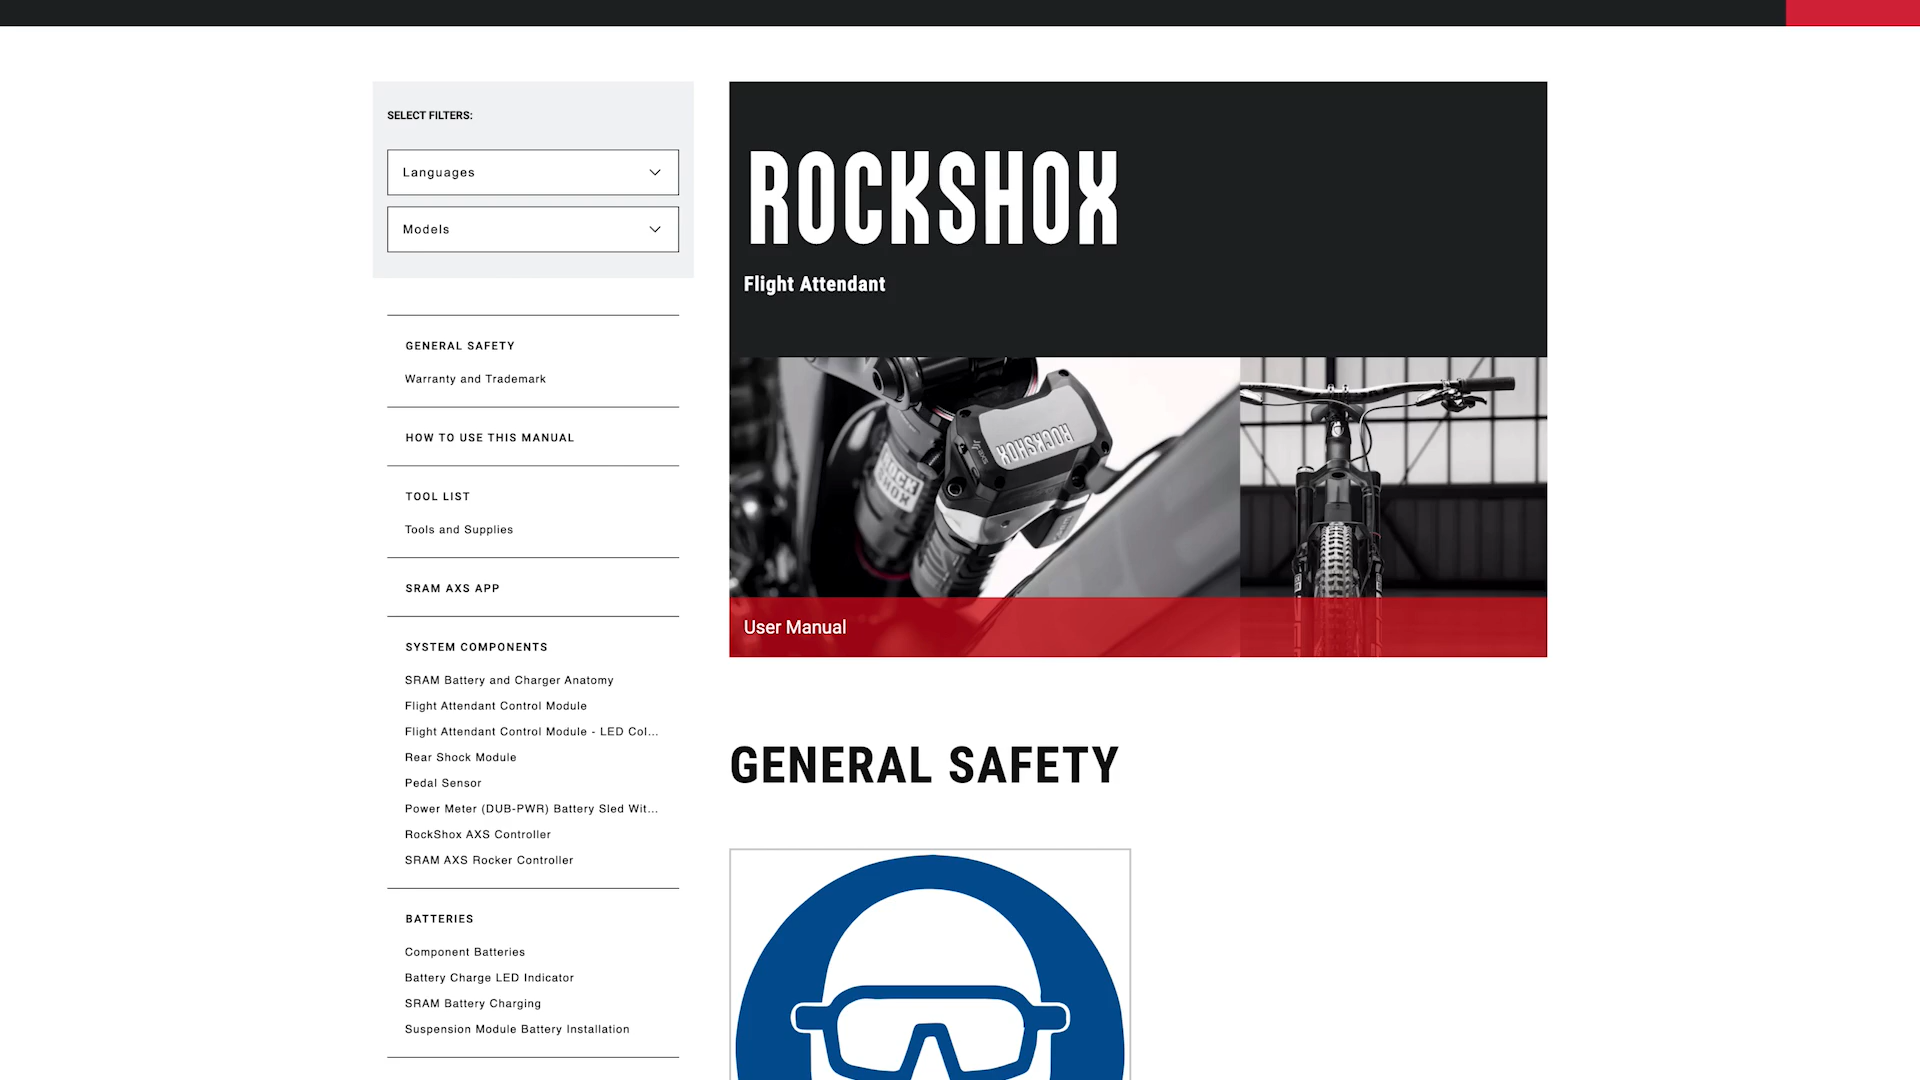 SELECT FILTERS:
Languages
Models
GENERAL SAFETY
Warranty and Trademark
HOW TO USE THIS MANUAL
TOOL LIST
Tools and Supplies
SRAM AXS APP
SYSTEM COMPONENTS
SRAM Battery and Charger Anatomy
Flight Attendant Control Module
Flight Attendant Control Module - LED Col...
Rear Shock Module
Pedal Sensor
Power Meter (DUB-PWR) Battery Sled Wit...
RockShox AXS Controller
SRAM AXS Rocker Controller
BATTERIES
Component Batteries
Battery Charge LED Indicator
SRAM Battery Charging
Suspension Module Battery Installation
ROCKSHOX
Flight Attendant
ROCKSHOX
AXS
ROCK
SHOX
User Manual
GENERAL SAFETY